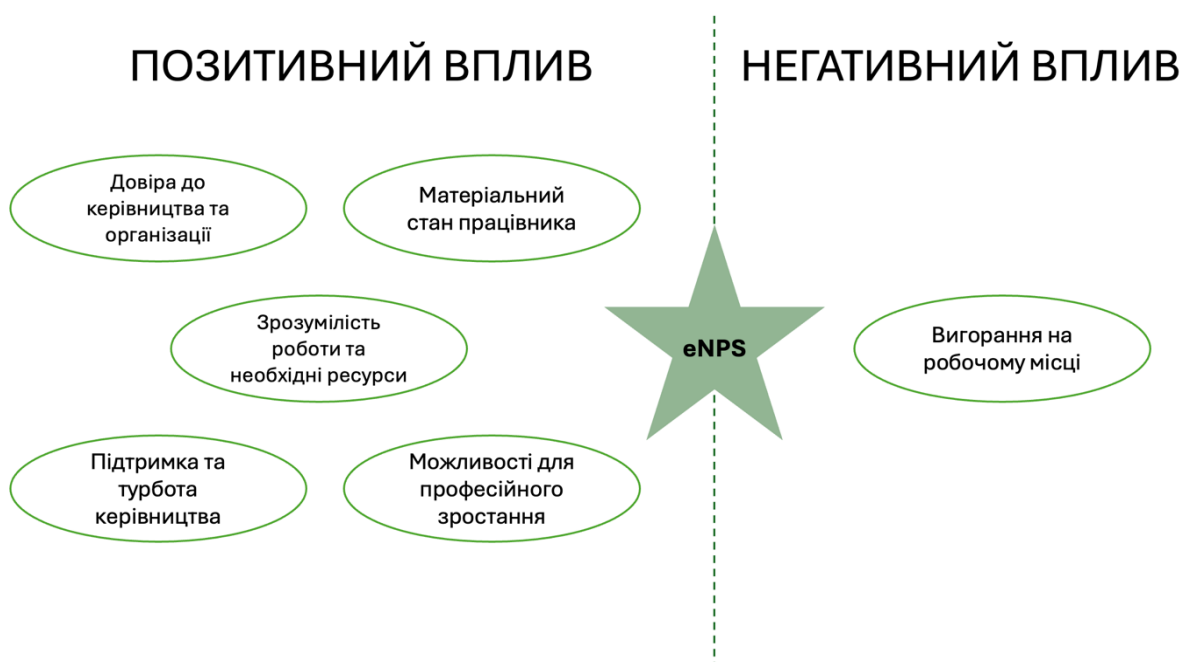 ПОЗИТИВНИЙ ВПЛИВ
НЕГАТИВНИЙ ВПЛИВ
Довіра до
керівництва та
організації
Матеріальний
стан працівника
Зрозумілість
роботи та
необхідні ресурси
eNPS
Вигорання на
робочому місці
Підтримка та
турбота
керівництва
Можливості для
професійного
зростання